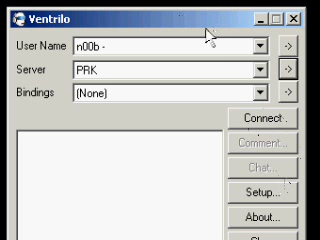 Ventrilo
User Name n00b -
Server PRK
Bindings (None)
Connect
Comment...
Chat...
Setup...
About...